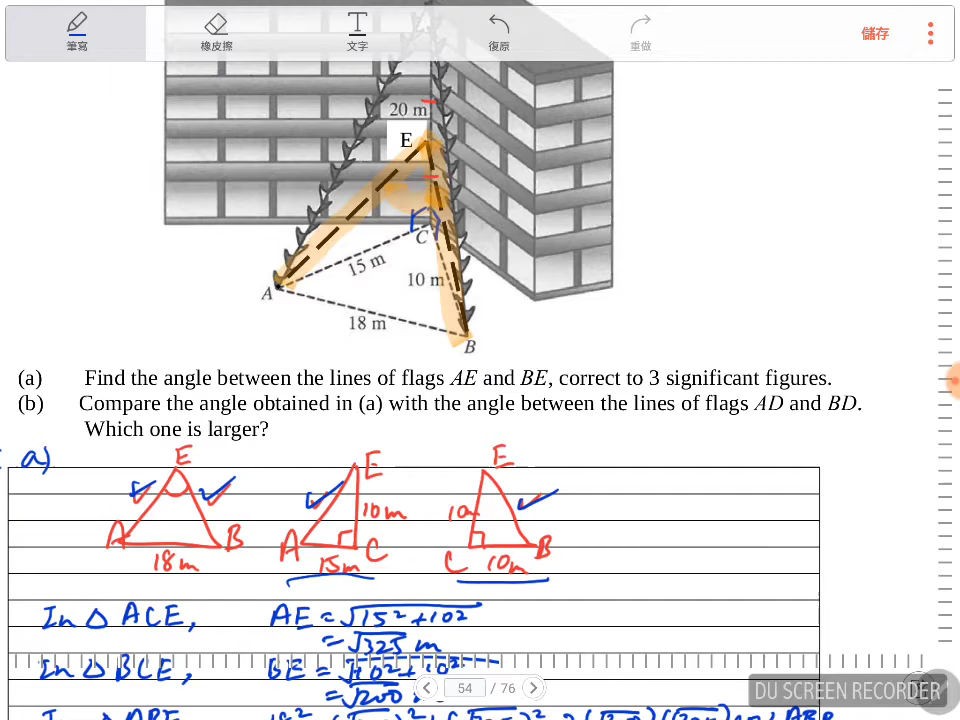 筆寫 橡皮擦 文字 復原 重做 儲存
20 m
E
C
15 m
10 m
A
18 m
B
(a) Find the angle between the lines of flags AE and BE, correct to 3 significant figures.
(b) Compare the angle obtained in (a) with the angle between the lines of flags AD and BD.
Which one is larger?
a)
E E E
10m 10
A B A C C B
18m 15m 10m
In △ ACE, AE = √15²+10²
= √325 m
In △ BCE, BE = √10²+10²
= √200
54 / 76
DU SCREEN RECORDER